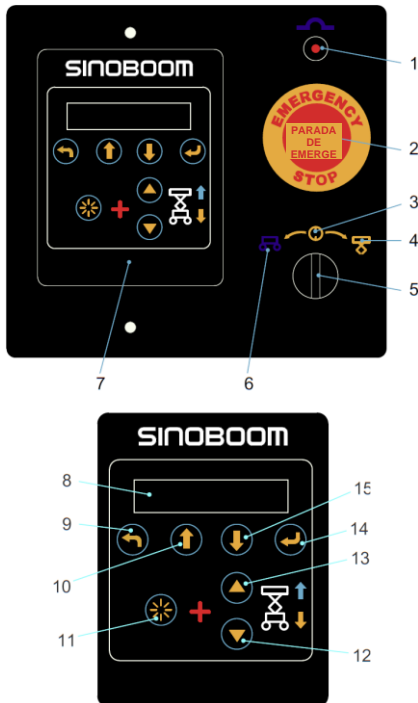 SINOBOOM
EMERGENCY
PARADA
DE
EMERGE
STOP
1
2
3
4
5
6
7
SINOBOOM
8
9
10
11
15
14
13
12